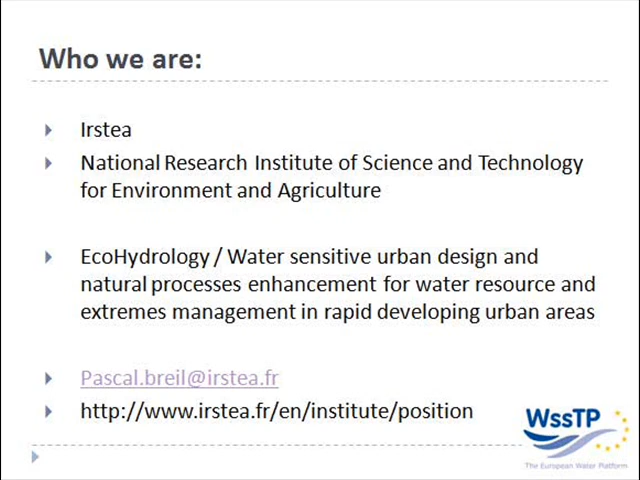 Who we are:
Irstea
National Research Institute of Science and Technology
for Environment and Agriculture
EcoHydrology / Water sensitive urban design and
natural processes enhancement for water resource and
extremes management in rapid developing urban areas
Pascal.breil@irstea.fr
http://www.irstea.fr/en/institute/position
WssTP
The European Water Platform